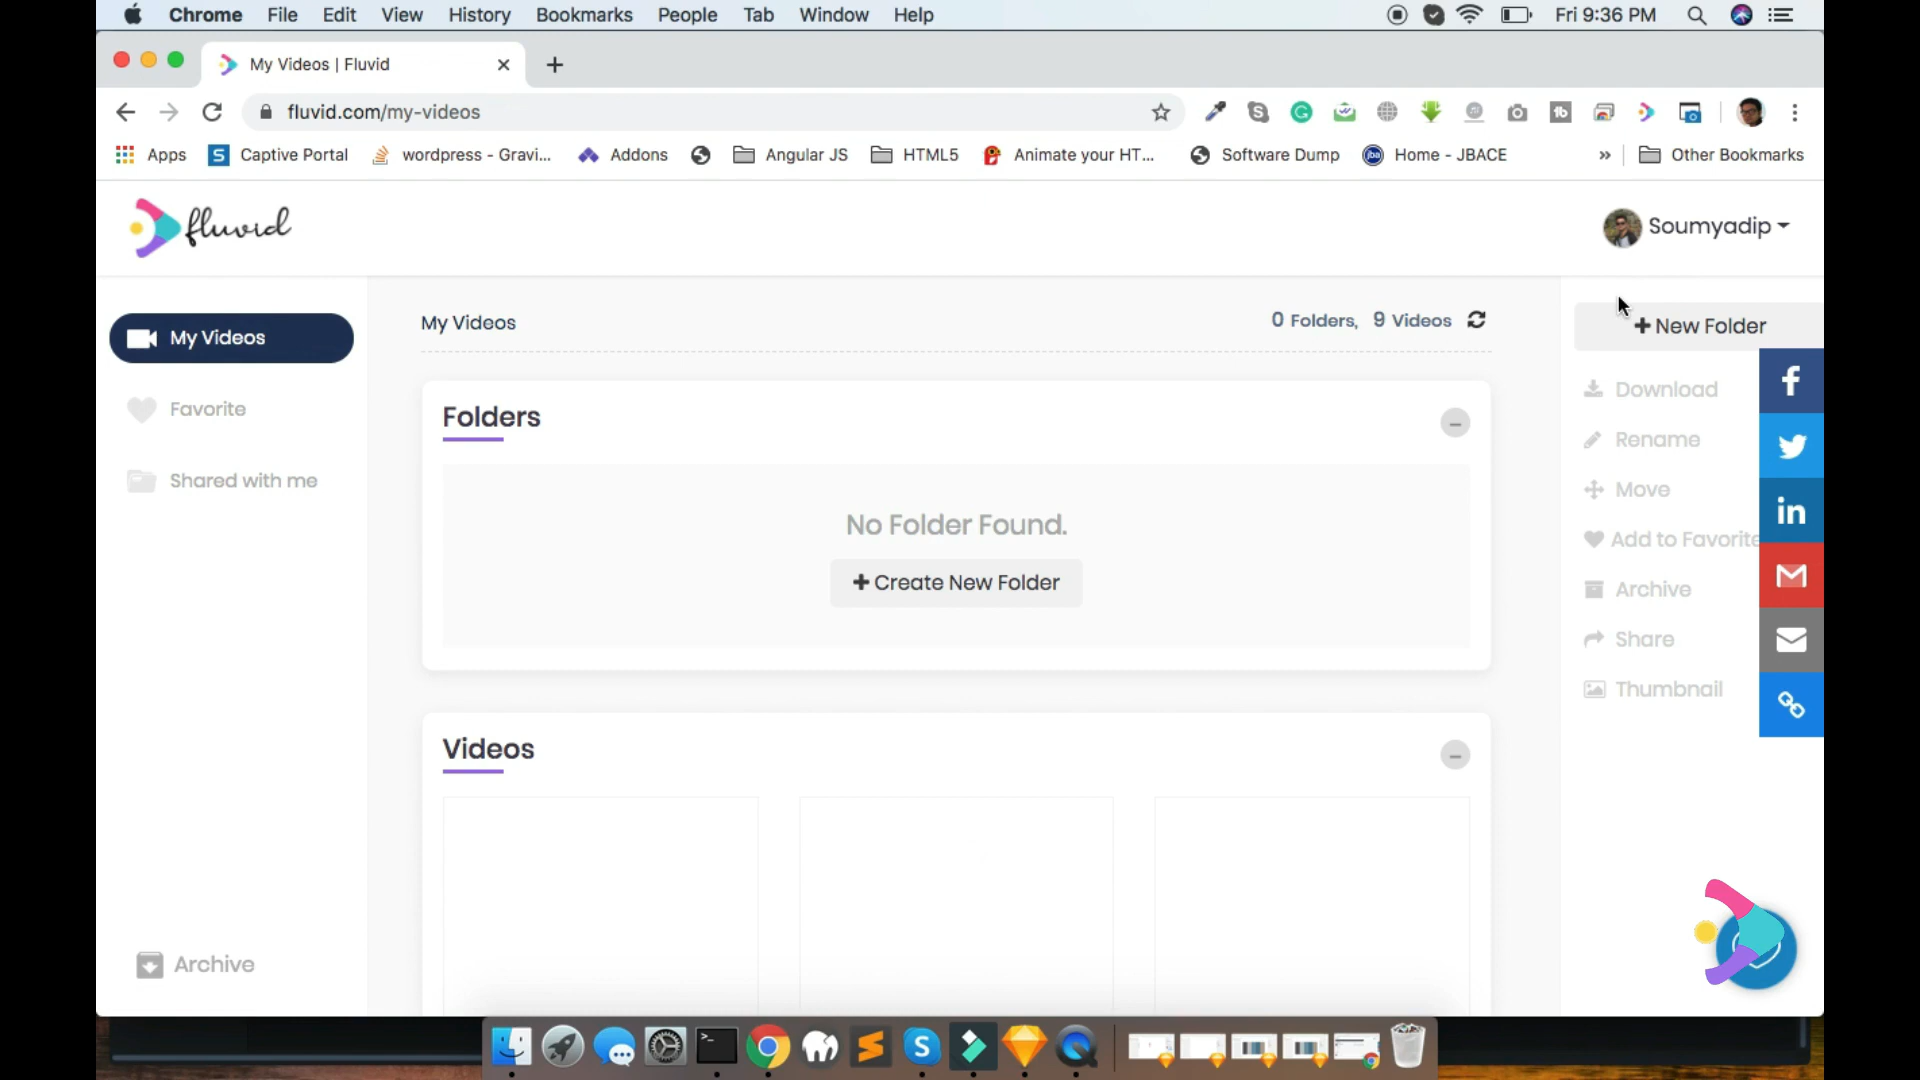 Chrome File Edit View History Bookmarks People Tab Window Help Fri 9:36 PM
My Videos | Fluvid
fluvid.com/my-videos
Apps Captive Portal wordpress - Gravi... Addons Angular JS HTML5 Animate your HT... Software Dump Home - JBACE » Other Bookmarks
fluvid
Soumyadip
My Videos
Favorite
Shared with me
Archive
My Videos
0 Folders, 9 Videos
Folders
No Folder Found.
+ Create New Folder
Videos
+ New Folder
Download
Rename
Move
Add to Favorite
Archive
Share
Thumbnail